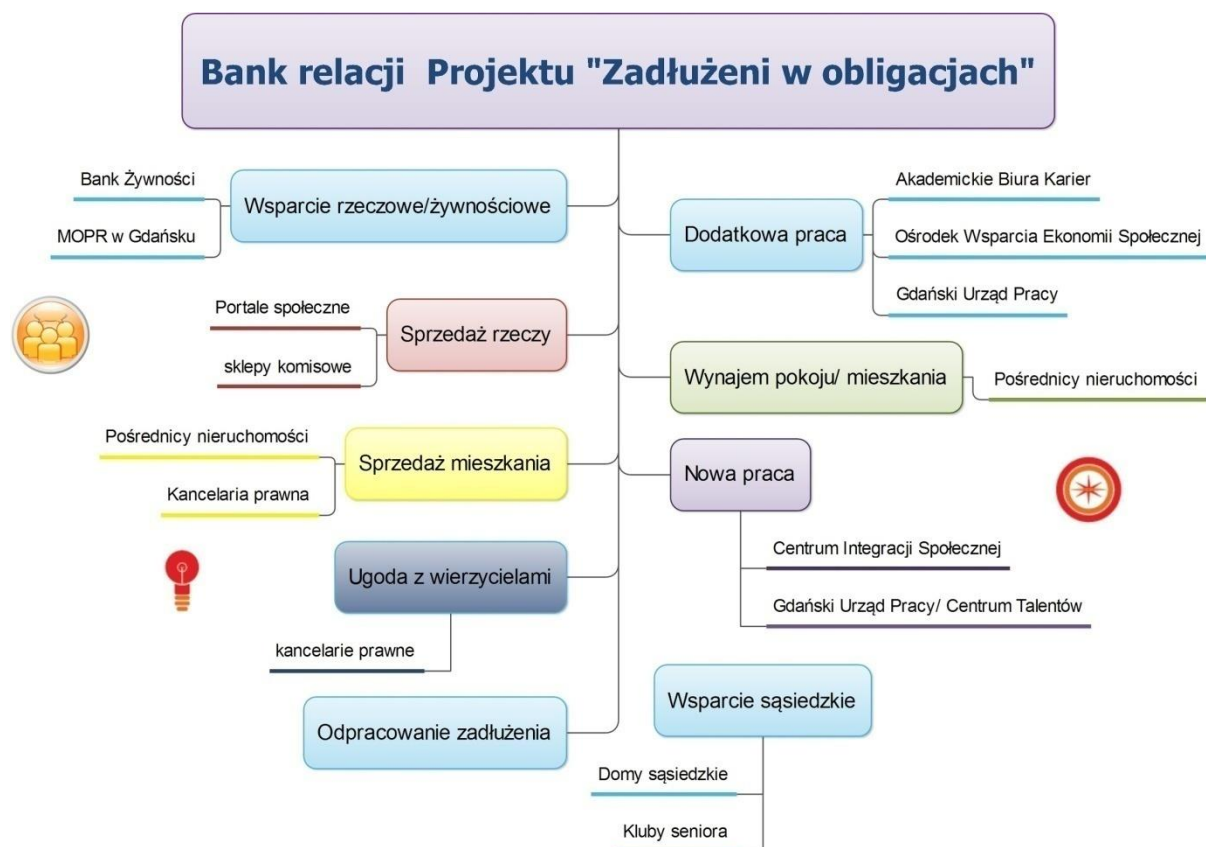 Bank relacji Projektu "Zadłużeni w obligacjach"
Wsparcie rzeczowe/żywnościowe
Bank Żywności
MOPR w Gdańsku
Sprzedaż rzeczy
Portale społeczne
sklepy komisowe
Sprzedaż mieszkania
Pośrednicy nieruchomości
Kancelaria prawna
Ugoda z wierzycielami
kancelarie prawne
Odpracowanie zadłużenia
Dodatkowa praca
Akademickie Biura Karier
Ośrodek Wsparcia Ekonomii Społecznej
Gdański Urząd Pracy
Wynajem pokoju/ mieszkania
Pośrednicy nieruchomości
Nowa praca
Centrum Integracji Społecznej
Gdański Urząd Pracy/ Centrum Talentów
Wsparcie sąsiedzkie
Domy sąsiedzkie
Kluby seniora